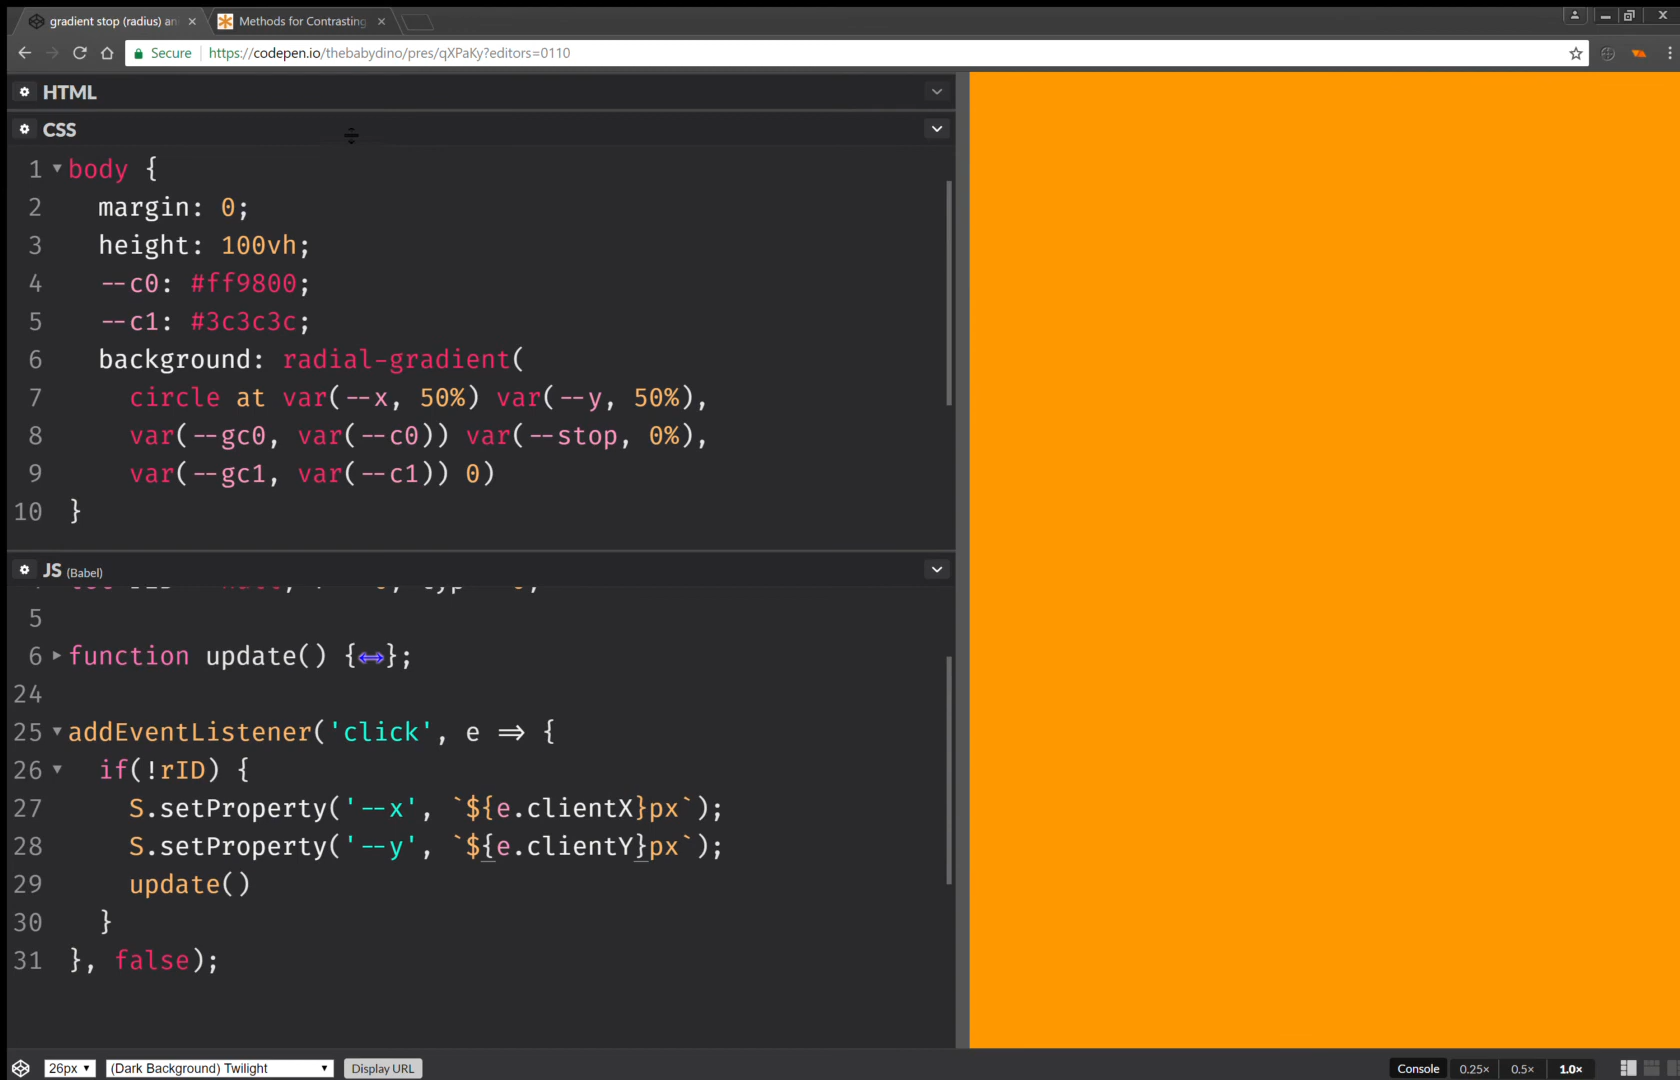 gradient stop (radius) an
Methods for Contrasting
Secure
https://codepen.io/thebabydino/pres/qXPaKy?editors=0110
HTML
CSS
1 body {
2 margin: 0;
3 height: 100vh;
4 --c0: #ff9800;
5 --c1: #3c3c3c;
6 background: radial-gradient(
7 circle at var(--x, 50%) var(--y, 50%),
8 var(--gc0, var(--c0)) var(--stop, 0%),
9 var(--gc1, var(--c1)) 0)
10 }
JS (Babel)
5
6 function update() {↔};
24
25 addEventListener('click', e => {
26 if(!rID) {
27 S.setProperty('--x', `${e.clientX}px`);
28 S.setProperty('--y', `${e.clientY}px`);
29 update()
30 }
31 }, false);
26px
(Dark Background) Twilight
Display URL
Console 0.25× 0.5× 1.0×